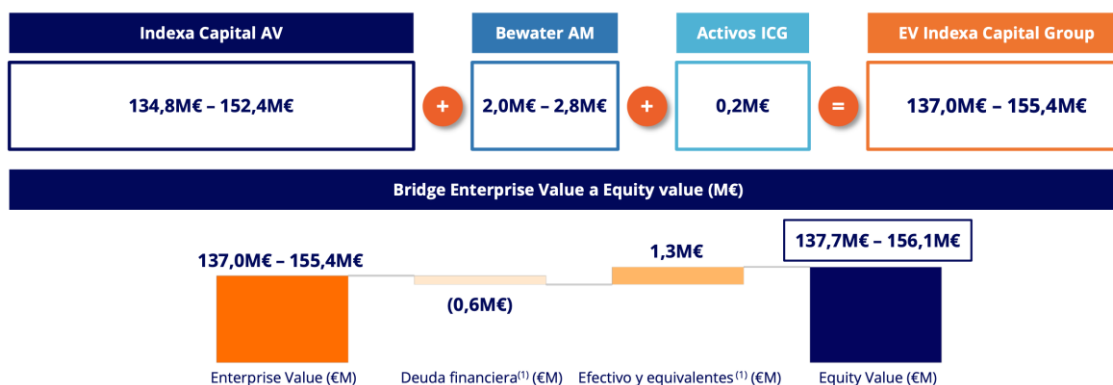 Indexa Capital AV
Bewater AM
Activos ICG
EV Indexa Capital Group
134,8M€ – 152,4M€
+
2,0M€ – 2,8M€
+
0,2M€
=
137,0M€ – 155,4M€
Bridge Enterprise Value a Equity value (M€)
137,0M€ – 155,4M€
(0,6M€)
1,3M€
137,7M€ – 156,1M€
Enterprise Value (€M)
Deuda financiera(1) (€M)
Efectivo y equivalentes(1) (€M)
Equity Value (€M)